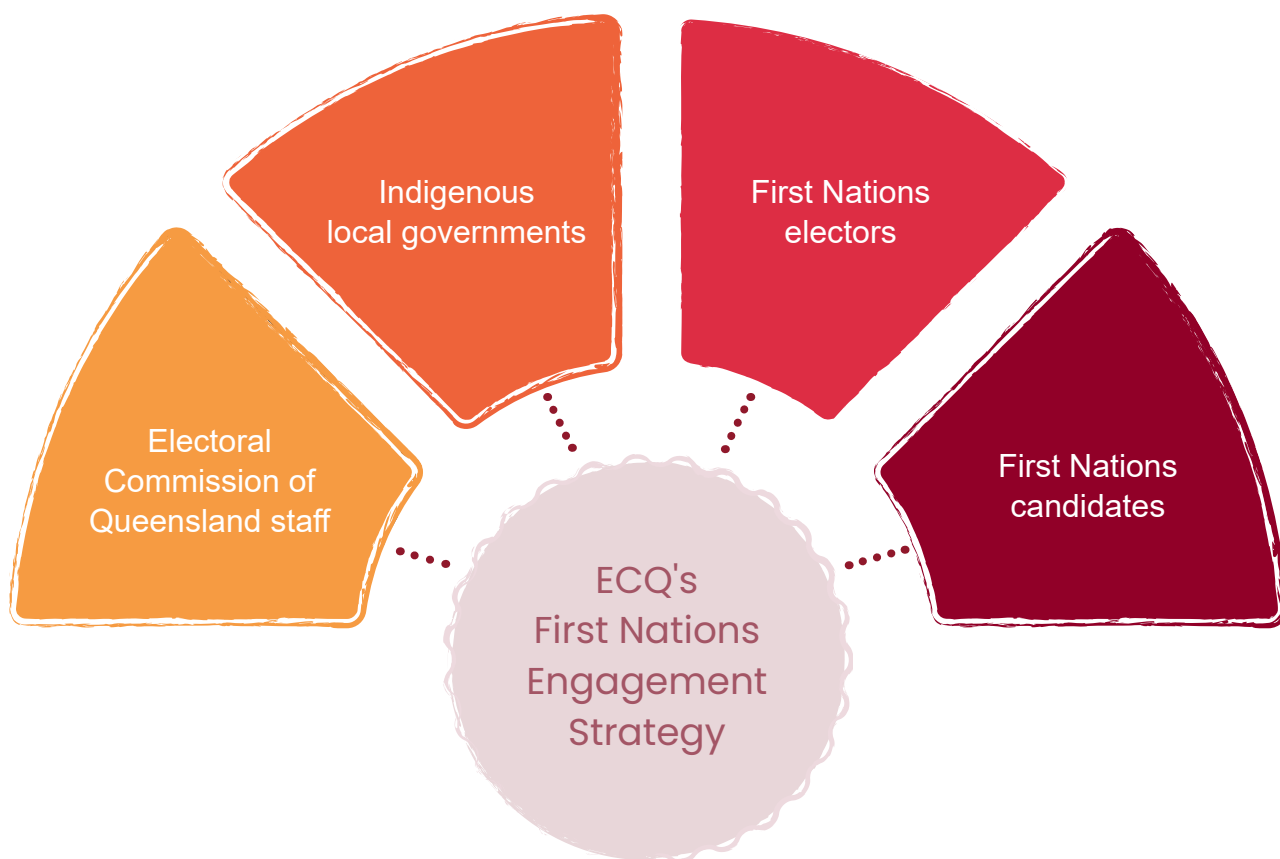 Indigenous
local governments
First Nations
electors
Electoral
Commission of
Queensland staff
First Nations
candidates
ECQ's
First Nations
Engagement
Strategy